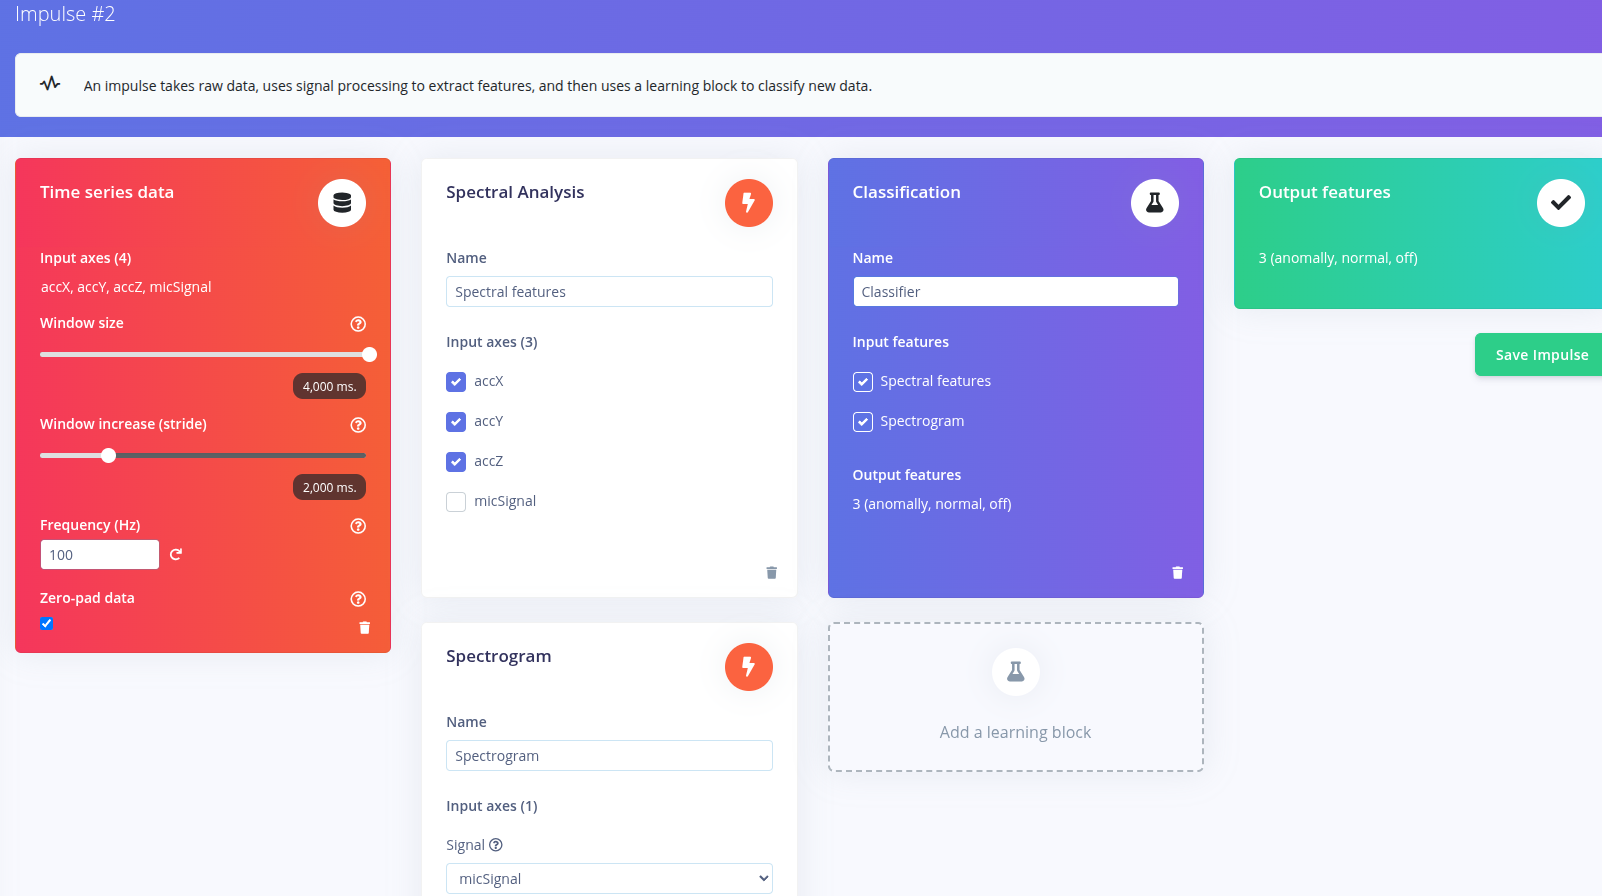 Impulse #2
An impulse takes raw data, uses signal processing to extract features, and then uses a learning block to classify new data.
Time series data
Input axes (4)
accX, accY, accZ, micSignal
Window size
4,000 ms.
Window increase (stride)
2,000 ms.
Frequency (Hz)
100
Zero-pad data
Spectral Analysis
Name
Spectral features
Input axes (3)
accX
accY
accZ
micSignal
Spectrogram
Name
Spectrogram
Input axes (1)
Signal
micSignal
Classification
Name
Classifier
Input features
Spectral features
Spectrogram
Output features
3 (anomally, normal, off)
Add a learning block
Output features
3 (anomally, normal, off)
Save Impulse